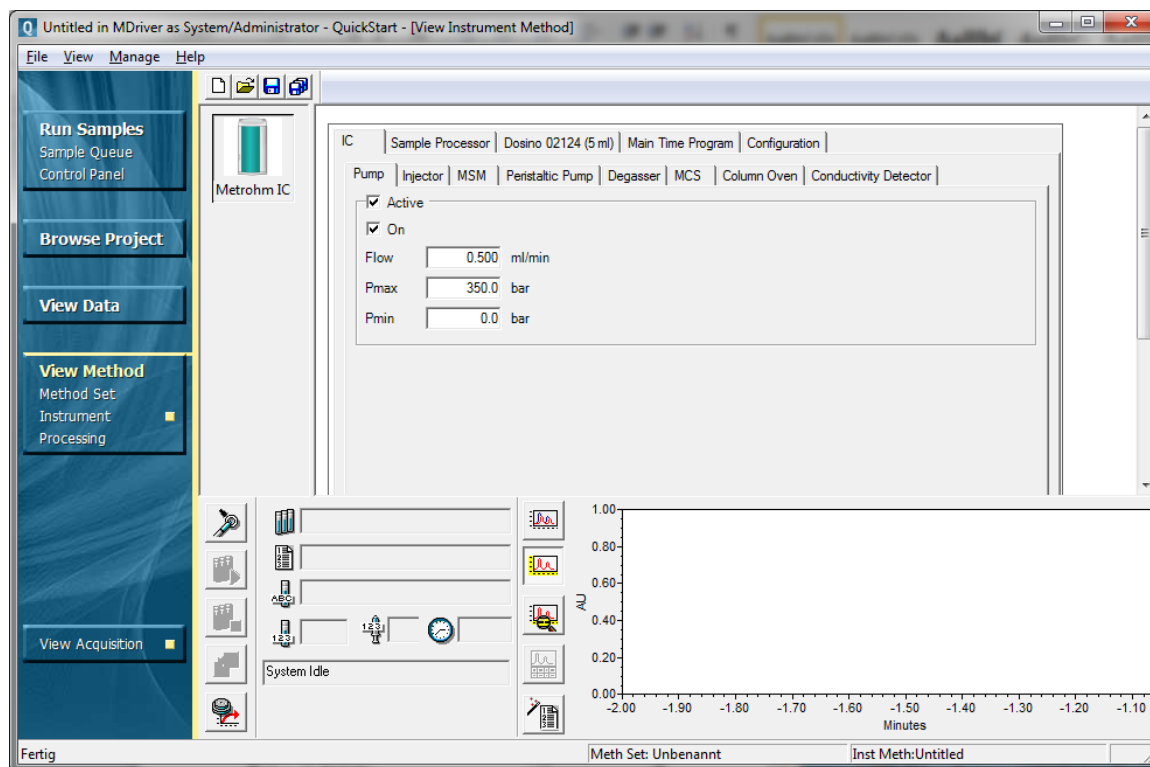 Untitled in MDriver as System/Administrator - QuickStart - [View Instrument Method]
File View Manage Help
Run Samples
Sample Queue
Control Panel
Browse Project
View Data
View Method
Method Set
Instrument
Processing
View Acquisition
Metrohm IC
IC Sample Processor Dosino 02124 (5 ml) Main Time Program Configuration
Pump Injector MSM Peristaltic Pump Degasser MCS Column Oven Conductivity Detector
Active
On
Flow 0.500 ml/min
Pmax 350.0 bar
Pmin 0.0 bar
ABC
123
123
System Idle
1.00
0.80
0.60
0.40
0.20
0.00
AU
-2.00 -1.90 -1.80 -1.70 -1.60 -1.50 -1.40 -1.30 -1.20 -1.10
Minutes
Fertig Meth Set: Unbenannt Inst Meth:Untitled